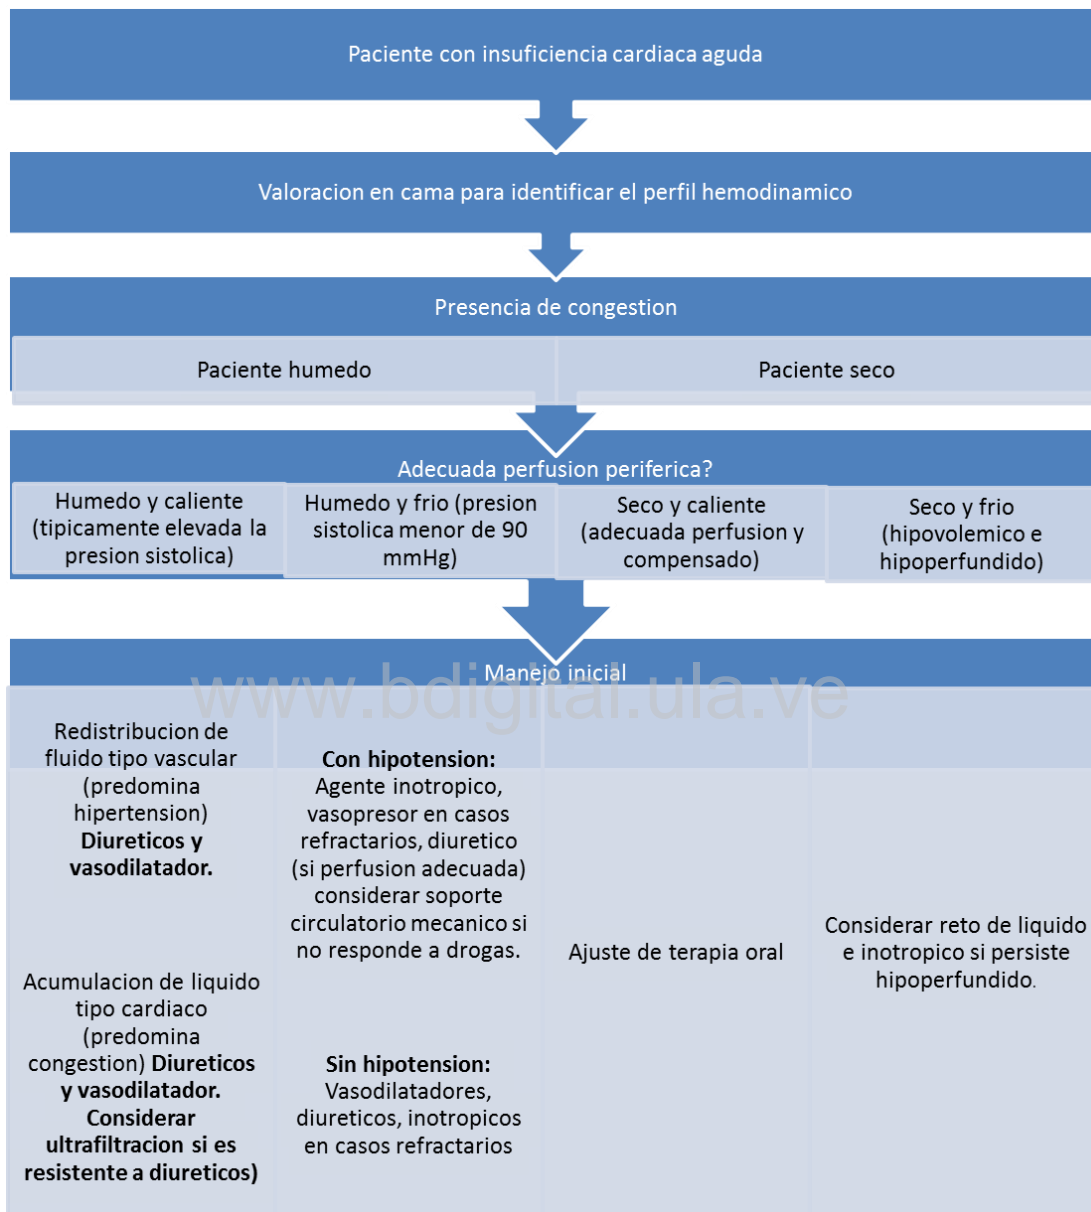 Paciente con insuficiencia cardiaca aguda
Valoracion en cama para identificar el perfil hemodinamico
Presencia de congestion
Paciente humedo
Paciente seco
Adecuada perfusion periferica?
Humedo y caliente
(tipicamente elevada la
presion sistolica)
Humedo y frio (presion
sistolica menor de 90
mmHg)
Seco y caliente
(adecuada perfusion y
compensado)
Seco y frio
(hipovolemico e
hipoperfundido)
Manejo inicial
www.bdigital.ula.ve
Redistribucion de
fluido tipo vascular
(predomina
hipertension)
Diureticos y
vasodilatador.
Acumulacion de liquido
tipo cardiaco
(predomina
congestion) Diureticos
y vasodilatador.
Considerar
ultrafiltracion si es
resistente a diureticos)
Con hipotension:
Agente inotropico,
vasopresor en casos
refractarios, diuretico
(si perfusion adecuada)
considerar soporte
circulatorio mecanico si
no responde a drogas.
Sin hipotension:
Vasodilatadores,
diureticos, inotropicos
en casos refractarios
Ajuste de terapia oral
Considerar reto de liquido
e inotropico si persiste
hipoperfundido.